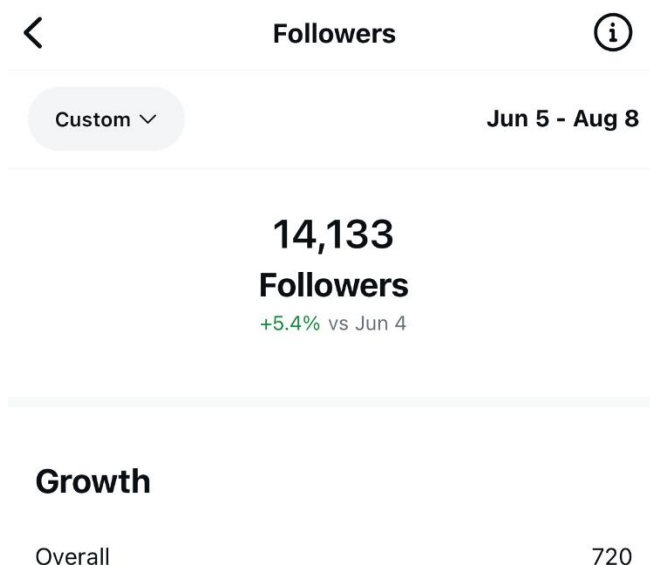 Followers
Custom
Jun 5 - Aug 8
14,133
Followers
+5.4% vs Jun 4
Growth
Overall
720